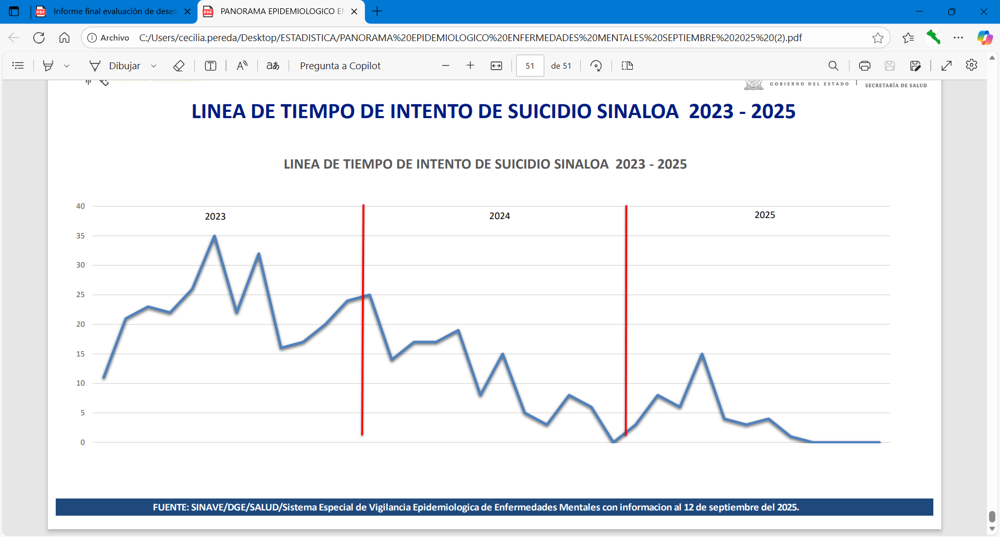 Informe final evaluación de desen
PANORAMA EPIDEMIOLOGICO EN
Archivo
C:/Users/cecilia.pereda/Desktop/ESTADISTICA/PANORAMA%20EPIDEMIOLOGICO%20ENFERMEDADES%20MENTALES%20SEPTIEMBRE%202025%20(2).pdf
Dibujar
Pregunta a Copilot
51
de 51
GOBIERNO DEL ESTADO
SECRETARÍA DE SALUD
LINEA DE TIEMPO DE INTENTO DE SUICIDIO SINALOA 2023 - 2025
LINEA DE TIEMPO DE INTENTO DE SUICIDIO SINALOA 2023 - 2025
40
35
30
25
20
15
10
5
0
2023
2024
2025
FUENTE: SINAVE/DGE/SALUD/Sistema Especial de Vigilancia Epidemiologica de Enfermedades Mentales con informacion al 12 de septiembre del 2025.